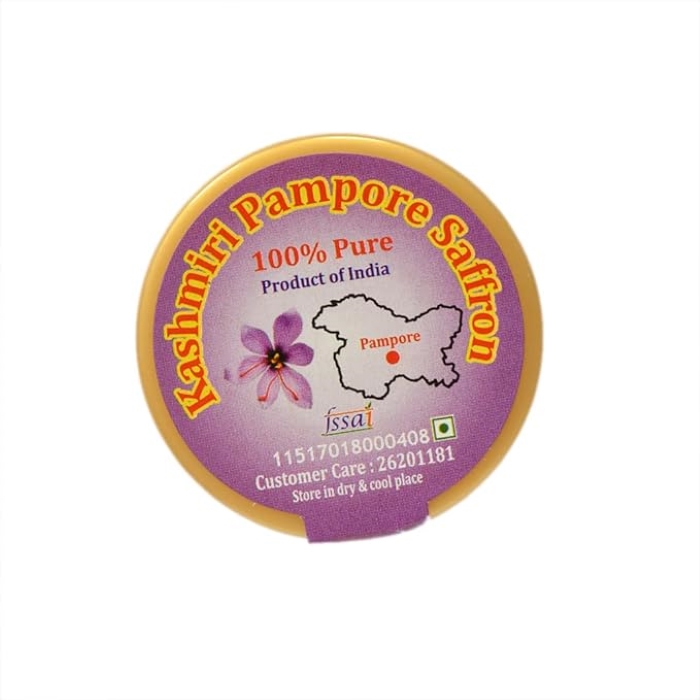 Kashmiri Pampore Saffron
100% Pure
Product of India
Pampore
fssai
11517018000408
Customer Care : 26201181
Store in dry & cool place